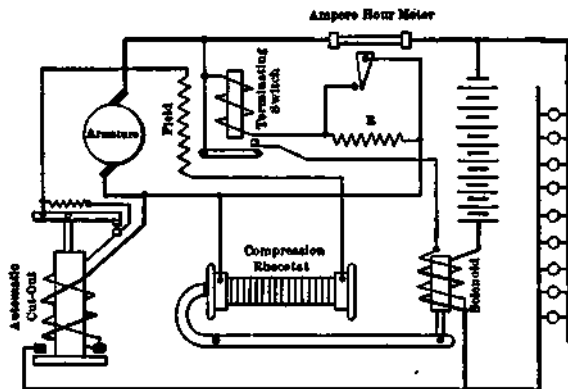 Ampere Hour Meter
Terminating
Switch
Field
Armature
Compression
Rheostat
Solenoid
Automatic
Cut-Out